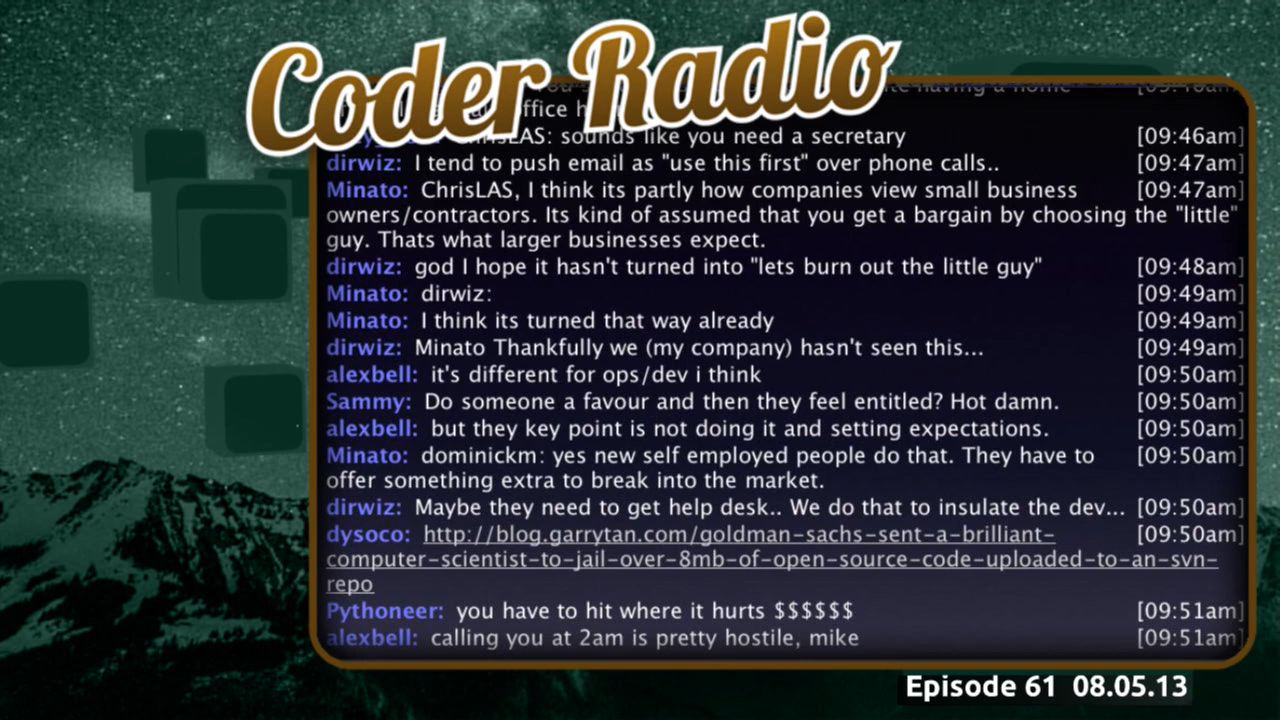 Coder Radio
having a home
office
LAS: sounds like you need a secretary [09:46am]
dirwiz: I tend to push email as "use this first" over phone calls.. [09:47am]
Minato: ChrisLAS, I think its partly how companies view small business [09:47am]
owners/contractors. Its kind of assumed that you get a bargain by choosing the "little"
guy. Thats what larger businesses expect.
dirwiz: god I hope it hasn't turned into "lets burn out the little guy" [09:48am]
Minato: dirwiz: [09:49am]
Minato: I think its turned that way already [09:49am]
dirwiz: Minato Thankfully we (my company) hasn't seen this... [09:49am]
alexbell: it's different for ops/dev i think [09:50am]
Sammy: Do someone a favour and then they feel entitled? Hot damn. [09:50am]
alexbell: but they key point is not doing it and setting expectations. [09:50am]
Minato: dominickm: yes new self employed people do that. They have to [09:50am]
offer something extra to break into the market.
dirwiz: Maybe they need to get help desk.. We do that to insulate the dev... [09:50am]
dysoco: http://blog.garrytan.com/goldman-sachs-sent-a-brilliant- [09:50am]
computer-scientist-to-jail-over-8mb-of-open-source-code-uploaded-to-an-svn-
repo
Pythoneer: you have to hit where it hurts $$$$$$ [09:51am]
alexbell: calling you at 2am is pretty hostile, mike [09:51am]
Episode 61 08.05.13